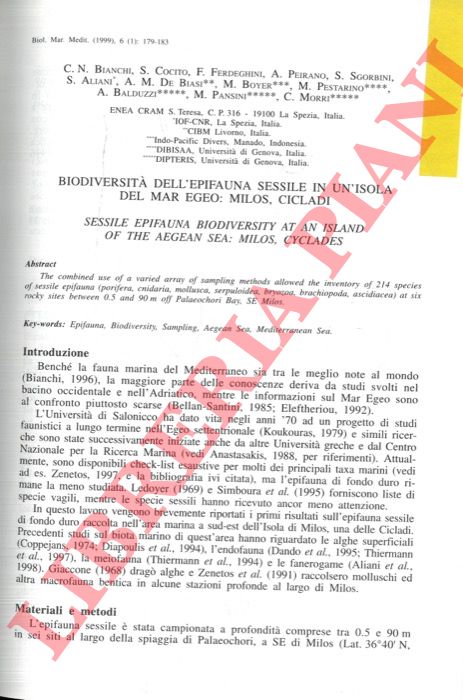 Biol. Mar. Medit. (1999), 6 (1): 179-183
C. N. BIANCHI, S. COCITO, F. FERDEGHINI, A. PEIRANO, S. SGORBINI,
S. ALIANI*, A. M. DE BIASI**, M. BOYER***, M. PESTARINO****,
A. BALDUZZI*****, M. PANSINI*****, C. MORRI*****
ENEA CRAM S. Teresa, C. P. 316 - 19100 La Spezia, Italia.
*IOF-CNR, La Spezia, Italia.
**CIBM Livorno, Italia.
***Indo-Pacific Divers, Manado, Indonesia.
****DIBISAA, Università di Genova, Italia.
*****DIPTERIS, Università di Genova, Italia.
BIODIVERSITÀ DELL'EPIFAUNA SESSILE IN UN'ISOLA
DEL MAR EGEO: MILOS, CICLADI
SESSILE EPIFAUNA BIODIVERSITY AT AN ISLAND
OF THE AEGEAN SEA: MILOS, CYCLADES
Abstract
The combined use of a varied array of sampling methods allowed the inventory of 214 species
of sessile epifauna (porifera, cnidaria, mollusca, serpuloidea, bryozoa, brachiopoda, ascidiacea) at six
rocky sites between 0.5 and 90 m off Palaeochori Bay, SE Milos.
Key-words: Epifauna, Biodiversity, Sampling, Aegean Sea, Mediterranean Sea.
Introduzione
Benché la fauna marina del Mediterraneo sia tra le meglio note al mondo
(Bianchi, 1996), la maggiore parte delle conoscenze deriva da studi svolti nel
bacino occidentale e nell'Adriatico, mentre le informazioni sul Mar Egeo sono
al confronto piuttosto scarse (Bellan-Santini, 1985; Eleftheriou, 1992).
L'Università di Salonicco ha dato vita negli anni '70 ad un progetto di studi
faunistici a lungo termine nell'Egeo settentrionale (Koukouras, 1979) e simili ricer-
che sono state successivamente iniziate anche da altre Università greche e dal Centro
Nazionale per la Ricerca Marina (vedi Anastasakis, 1988, per riferimenti). Attual-
mente, sono disponibili check-list esaustive per molti dei principali taxa marini (vedi
ad es. Zenetos, 1997, e la bibliografia ivi citata), ma l'epifauna di fondo duro ri-
mane la meno studiata. Ledoyer (1969) e Simboura et al. (1995) forniscono liste di
specie vagili, mentre le specie sessili hanno ricevuto ancor meno attenzione.
In questo lavoro vengono brevemente riportati i primi risultati sull'epifauna sessile
di fondo duro raccolta nell'area marina a sud-est dell'Isola di Milos, una delle Cicladi.
Precedenti studi sul biota marino di quest'area hanno riguardato le alghe superficiali
(Coppejans, 1974; Diapoulis et al., 1994), l'endofauna (Dando et al., 1995; Thiermann
et al., 1997), la meiofauna (Thiermann et al., 1994) e le fanerogame (Aliani et al.,
1998). Giaccone (1968) dragò alghe e Zenetos et al. (1991) raccolsero molluschi ed
altra macrofauna bentica in alcune stazioni profonde al largo di Milos.
Materiali e metodi
L'epifauna sessile è stata campionata a profondità comprese tra 0.5 e 90 m
in sei siti al largo della spiaggia di Palaeochori, a SE di Milos (Lat. 36°40' N,
LIBRERIA PIANI